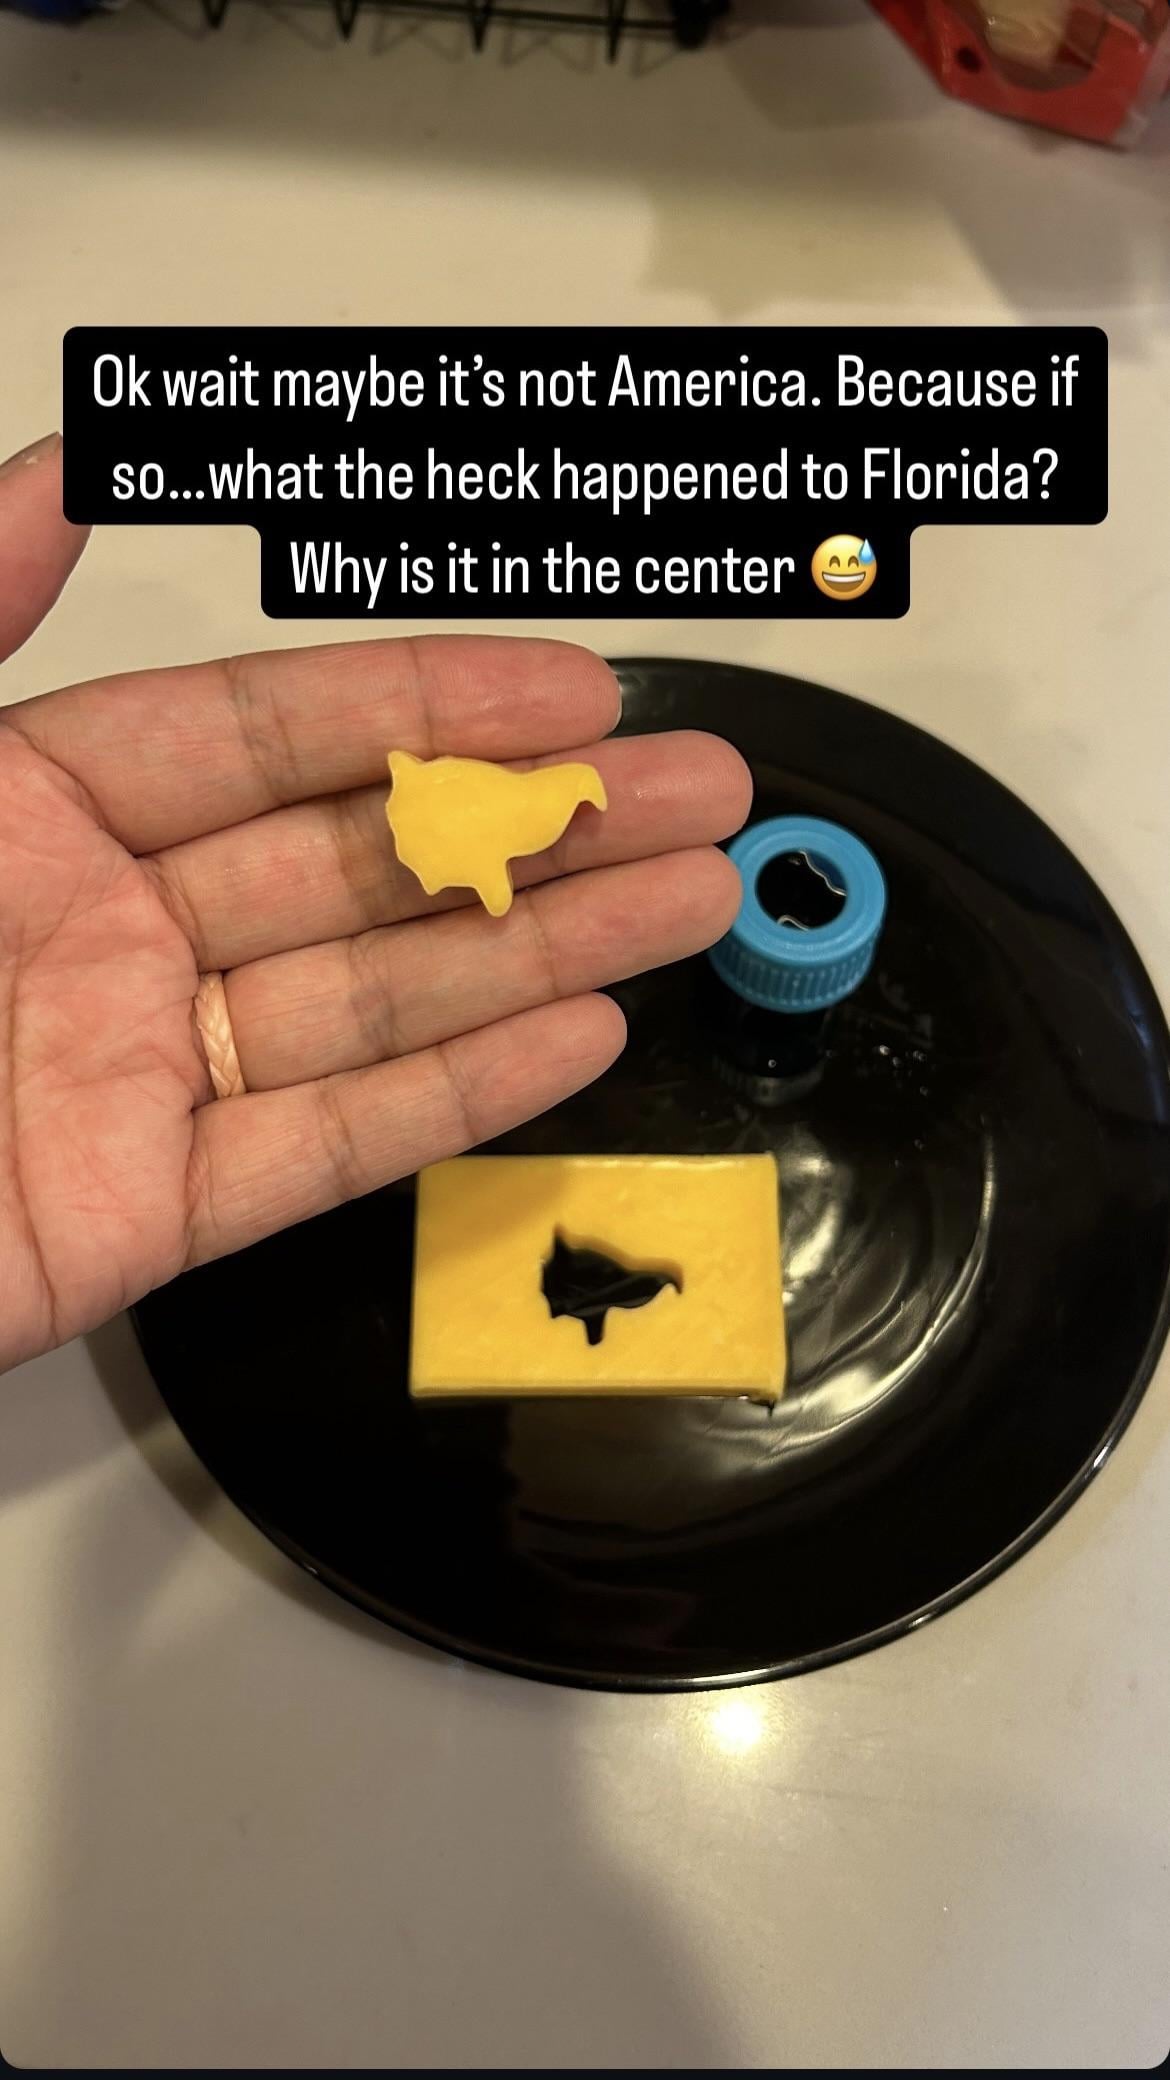 Ok wait maybe it's not America. Because if
so...what the heck happened to Florida?
Why is it in the center 😅